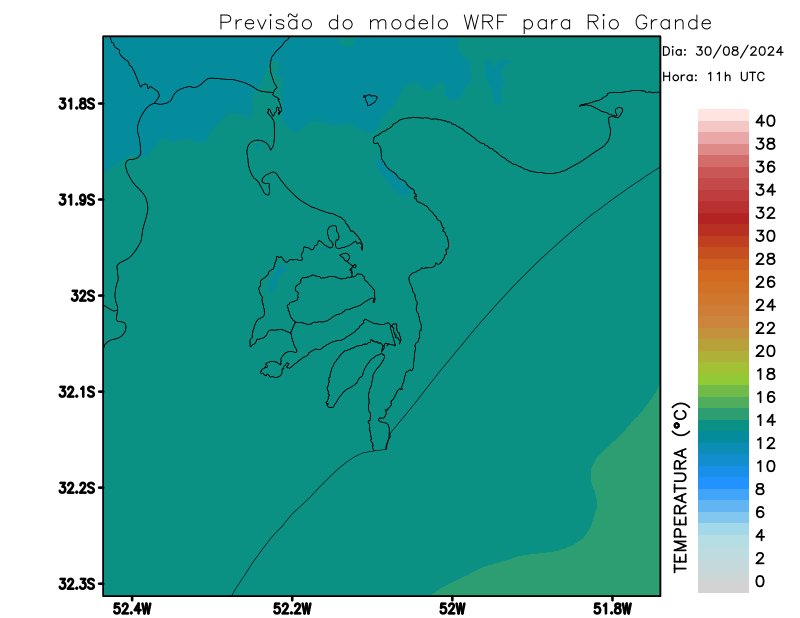 Previsão do modelo WRF para Rio Grande
Dia: 30/08/2024
Hora: 11h UTC
31.8S
31.9S
32S
32.1S
32.2S
32.3S
52.4W
52.2W
52W
51.8W
TEMPERATURA (°C)
40
38
36
34
32
30
28
26
24
22
20
18
16
14
12
10
8
6
4
2
0